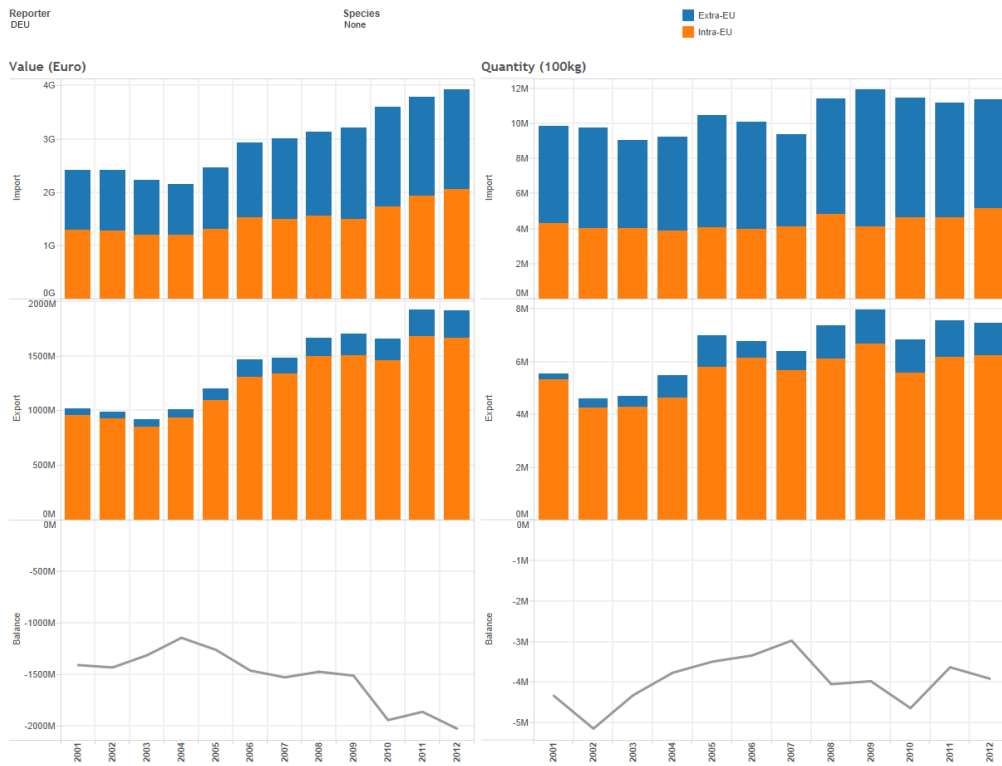 Reporter
DEU
Species
None
Extra-EU
Intra-EU
Value (Euro)
4G
3G
2G
1G
0G
Import
2000M
1500M
1000M
500M
0M
Export
0M
-500M
-1000M
-1500M
-2000M
Balance
2001 2002 2003 2004 2005 2006 2007 2008 2009 2010 2011 2012
Quantity (100kg)
12M
10M
8M
6M
4M
2M
0M
Import
8M
6M
4M
2M
0M
Export
0M
-1M
-2M
-3M
-4M
-5M
Balance
2001 2002 2003 2004 2005 2006 2007 2008 2009 2010 2011 2012